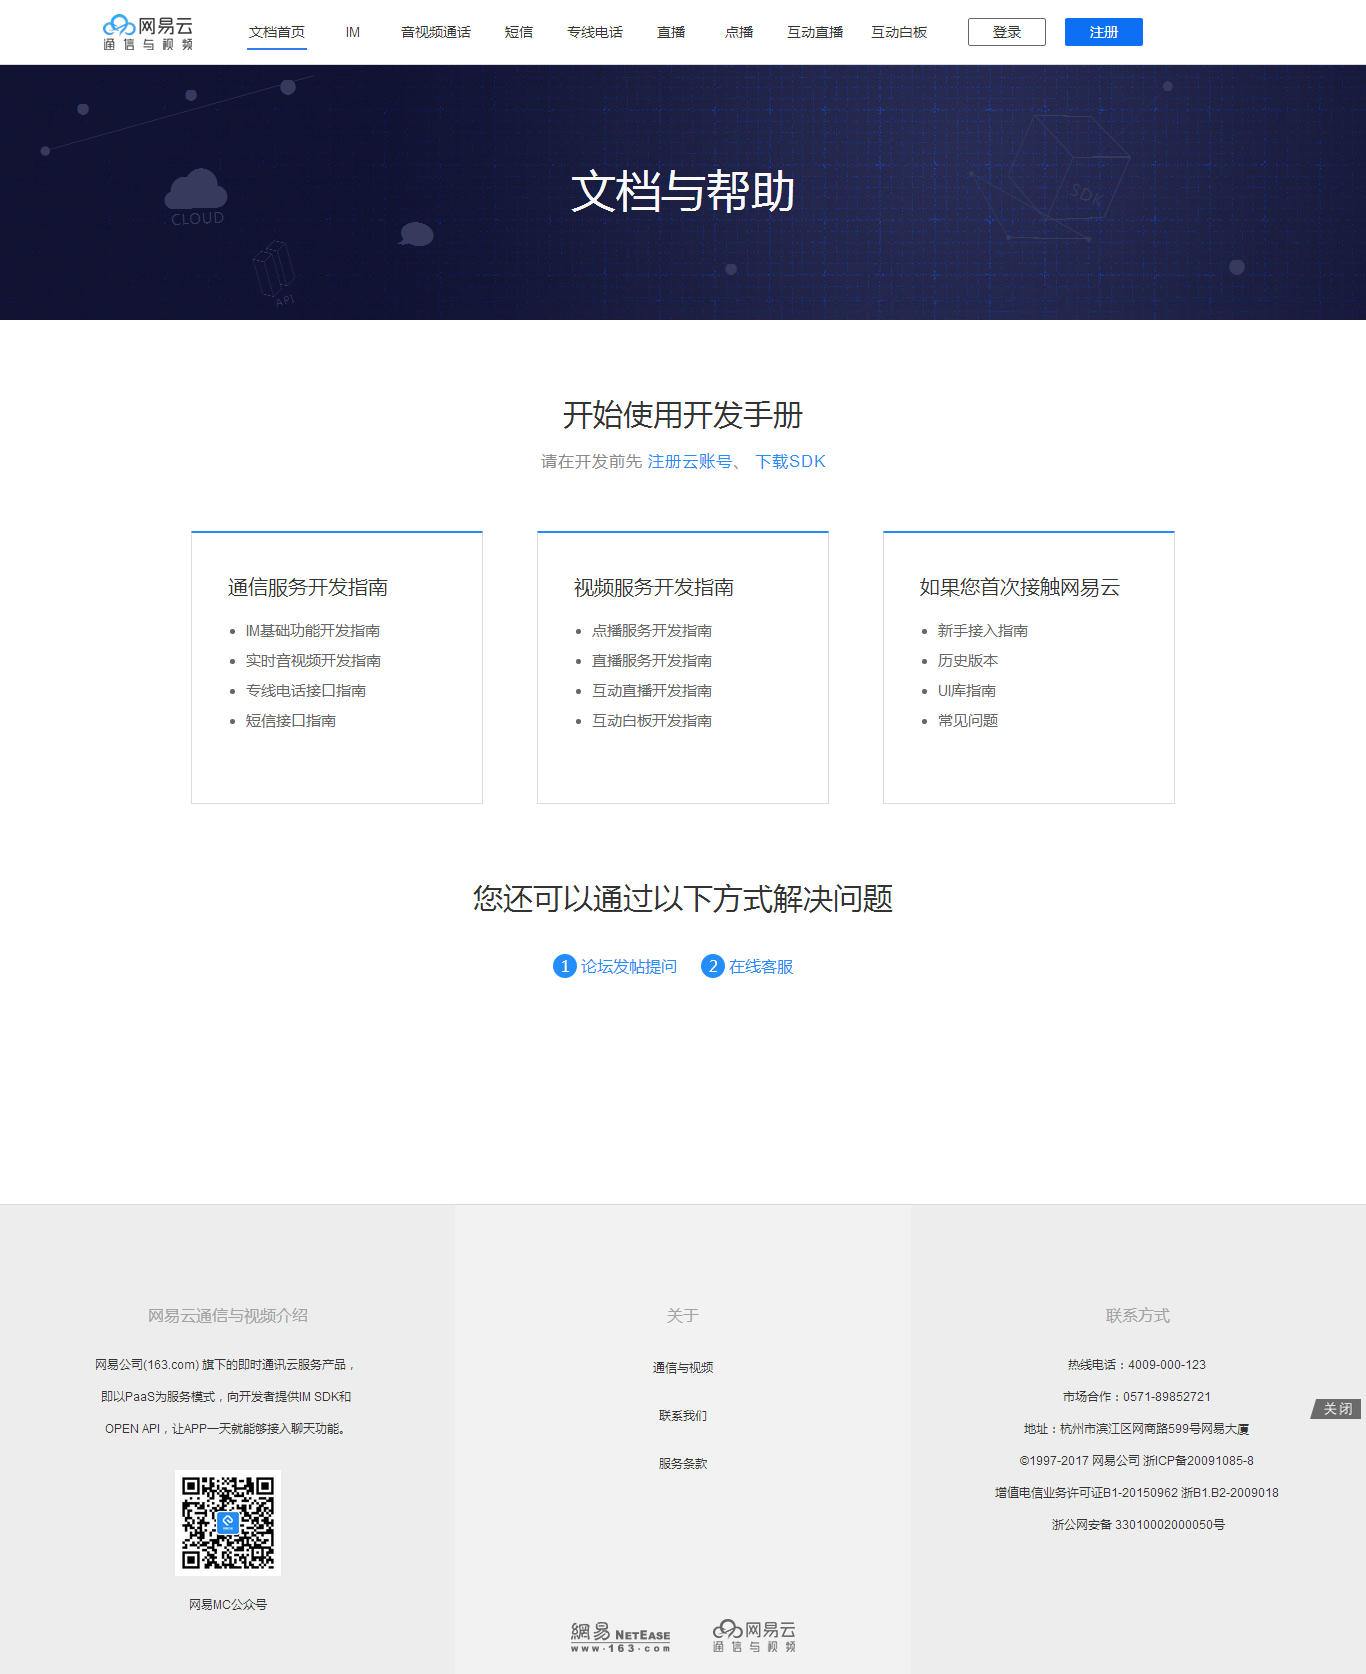 网易云
通信与视频
文档首页 IM 音视频通话 短信 专线电话 直播 点播 互动直播 互动白板 登录 注册
文档与帮助
CLOUD
SDK
API
开始使用开发手册
请在开发前先 注册云账号、 下载SDK
通信服务开发指南
IM基础功能开发指南
实时音视频开发指南
专线电话接口指南
短信接口指南
视频服务开发指南
点播服务开发指南
直播服务开发指南
互动直播开发指南
互动白板开发指南
如果您首次接触网易云
新手接入指南
历史版本
UI库指南
常见问题
您还可以通过以下方式解决问题
1 论坛发帖提问 2 在线客服
网易云通信与视频介绍
网易公司(163.com) 旗下的即时通讯云服务产品，
即以PaaS为服务模式，向开发者提供IM SDK和
OPEN API，让APP一天就能够接入聊天功能。
网易MC公众号
关于
通信与视频
联系我们
服务条款
網易 NETEASE
www.163.com
网易云
通信与视频
联系方式
热线电话：4009-000-123
市场合作：0571-89852721
地址：杭州市滨江区网商路599号网易大厦
©1997-2017 网易公司 浙ICP备20091085-8
增值电信业务许可证B1-20150962 浙B1.B2-2009018
浙公网安备 33010002000050号
关闭